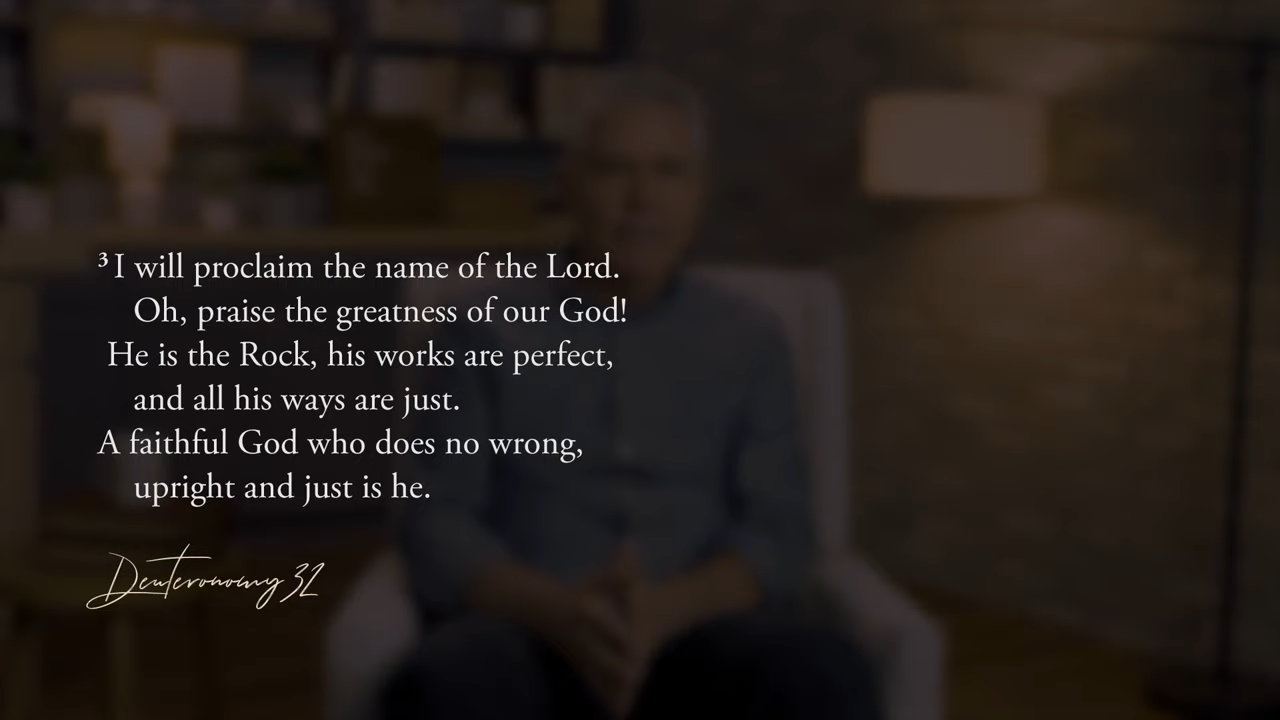 ³I will proclaim the name of the Lord.
Oh, praise the greatness of our God!
He is the Rock, his works are perfect,
and all his ways are just.
A faithful God who does no wrong,
upright and just is he.
Deuteronomy 32